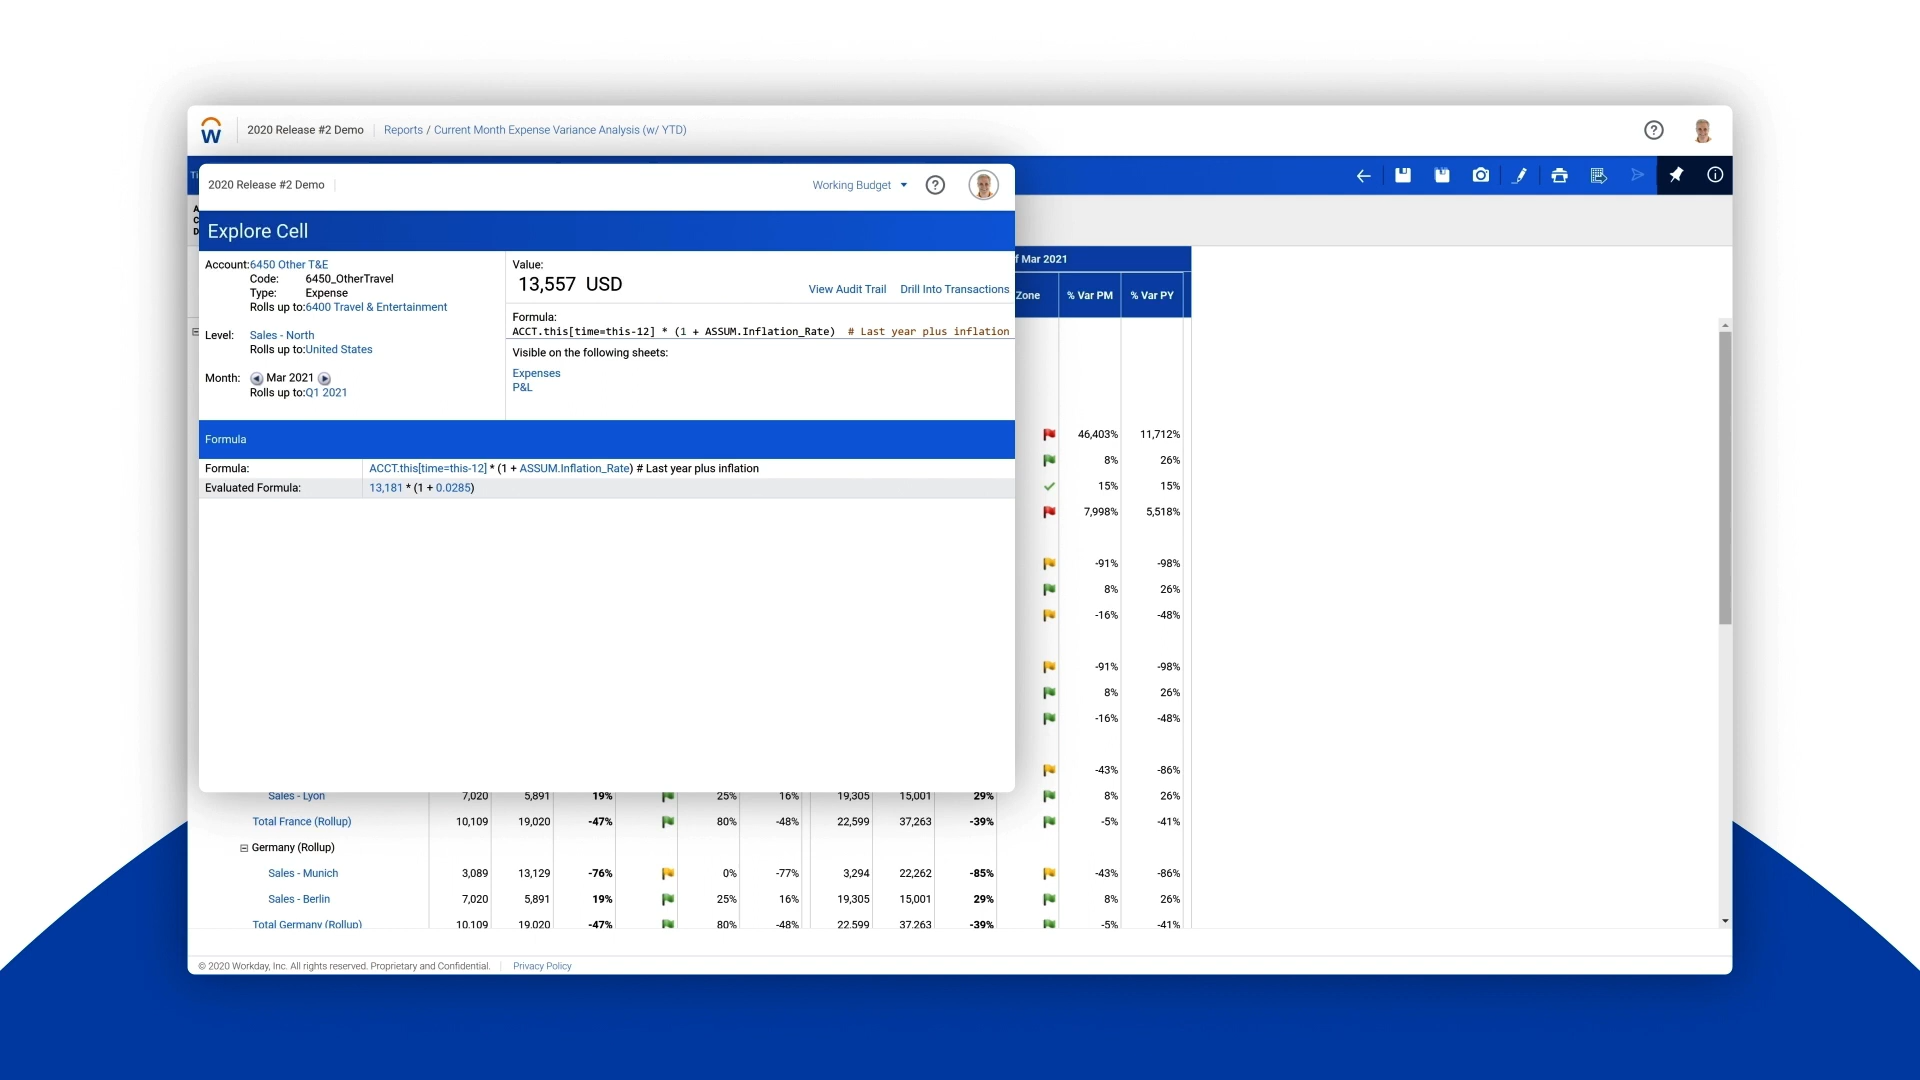 W
2020 Release #2 Demo
Reports / Current Month Expense Variance Analysis (w/ YTD)
2020 Release #2 Demo
Working Budget
Explore Cell
Account: 6450 Other T&E
Code: 6450_OtherTravel
Type: Expense
Rolls up to: 6400 Travel & Entertainment
Level: Sales - North
Rolls up to: United States
Month: Mar 2021
Rolls up to: Q1 2021
Value:
13,557 USD
View Audit Trail Drill Into Transactions
Formula:
ACCT.this[time=this-12] * (1 + ASSUM.Inflation_Rate) # Last year plus inflation
Visible on the following sheets:
Expenses
P&L
Formula
Formula: ACCT.this[time=this-12] * (1 + ASSUM.Inflation_Rate) # Last year plus inflation
Evaluated Formula: 13,181 * (1 + 0.0285)
f Mar 2021
Zone % Var PM % Var PY
46,403% 11,712%
8% 26%
15% 15%
7,998% 5,518%
-91% -98%
8% 26%
-16% -48%
-91% -98%
8% 26%
-16% -48%
-43% -86%
Sales - Lyon 7,020 5,891 19% 25% 16% 19,305 15,001 29% 8% 26%
Total France (Rollup) 10,109 19,020 -47% 80% -48% 22,599 37,263 -39% -5% -41%
Germany (Rollup)
Sales - Munich 3,089 13,129 -76% 0% -77% 3,294 22,262 -85% -43% -86%
Sales - Berlin 7,020 5,891 19% 25% 16% 19,305 15,001 29% 8% 26%
Total Germany (Rollup) 10,109 19,020 -47% 80% -48% 22,599 37,263 -39% -5% -41%
© 2020 Workday, Inc. All rights reserved. Proprietary and Confidential. Privacy Policy